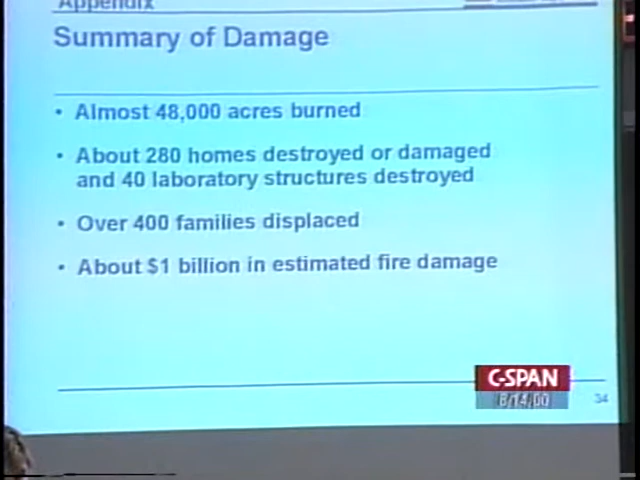 Appendix
Summary of Damage
• Almost 48,000 acres burned
• About 280 homes destroyed or damaged
and 40 laboratory structures destroyed
• Over 400 families displaced
• About $1 billion in estimated fire damage
C-SPAN
8/14/00
34